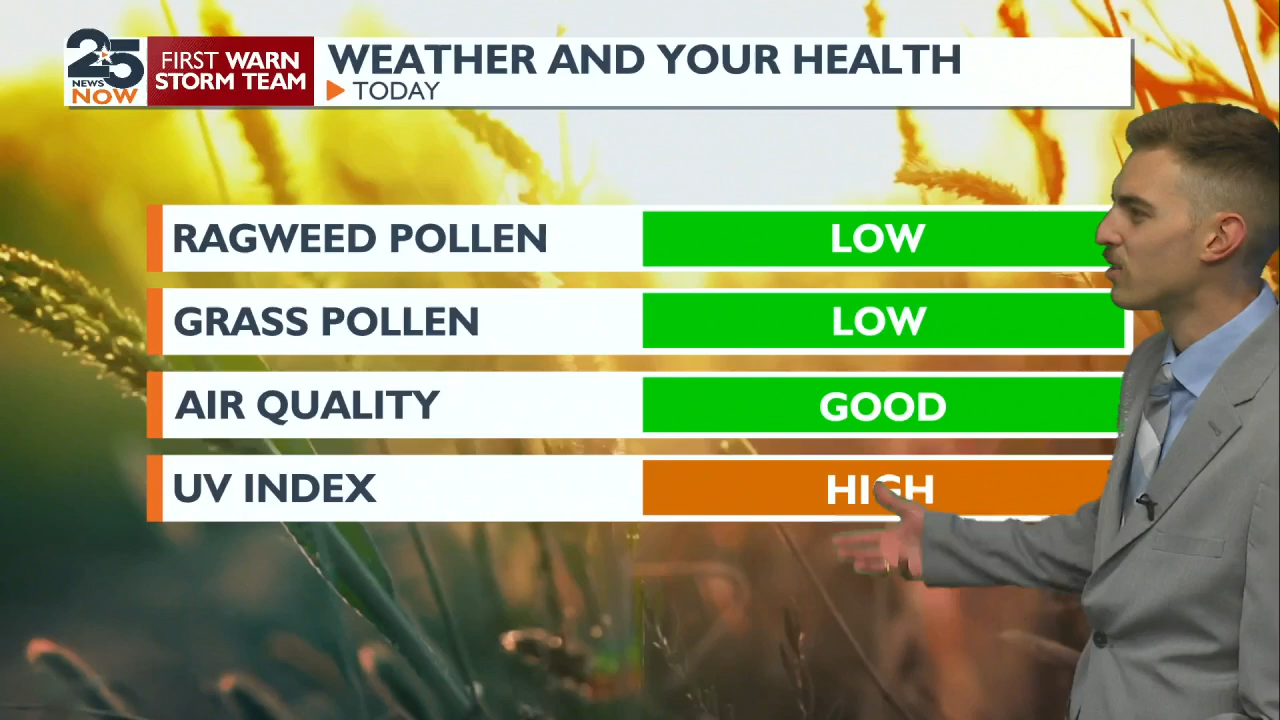 25
NEWS
NOW
FIRST WARN
STORM TEAM
WEATHER AND YOUR HEALTH
TODAY
RAGWEED POLLEN LOW
GRASS POLLEN LOW
AIR QUALITY GOOD
UV INDEX HIGH